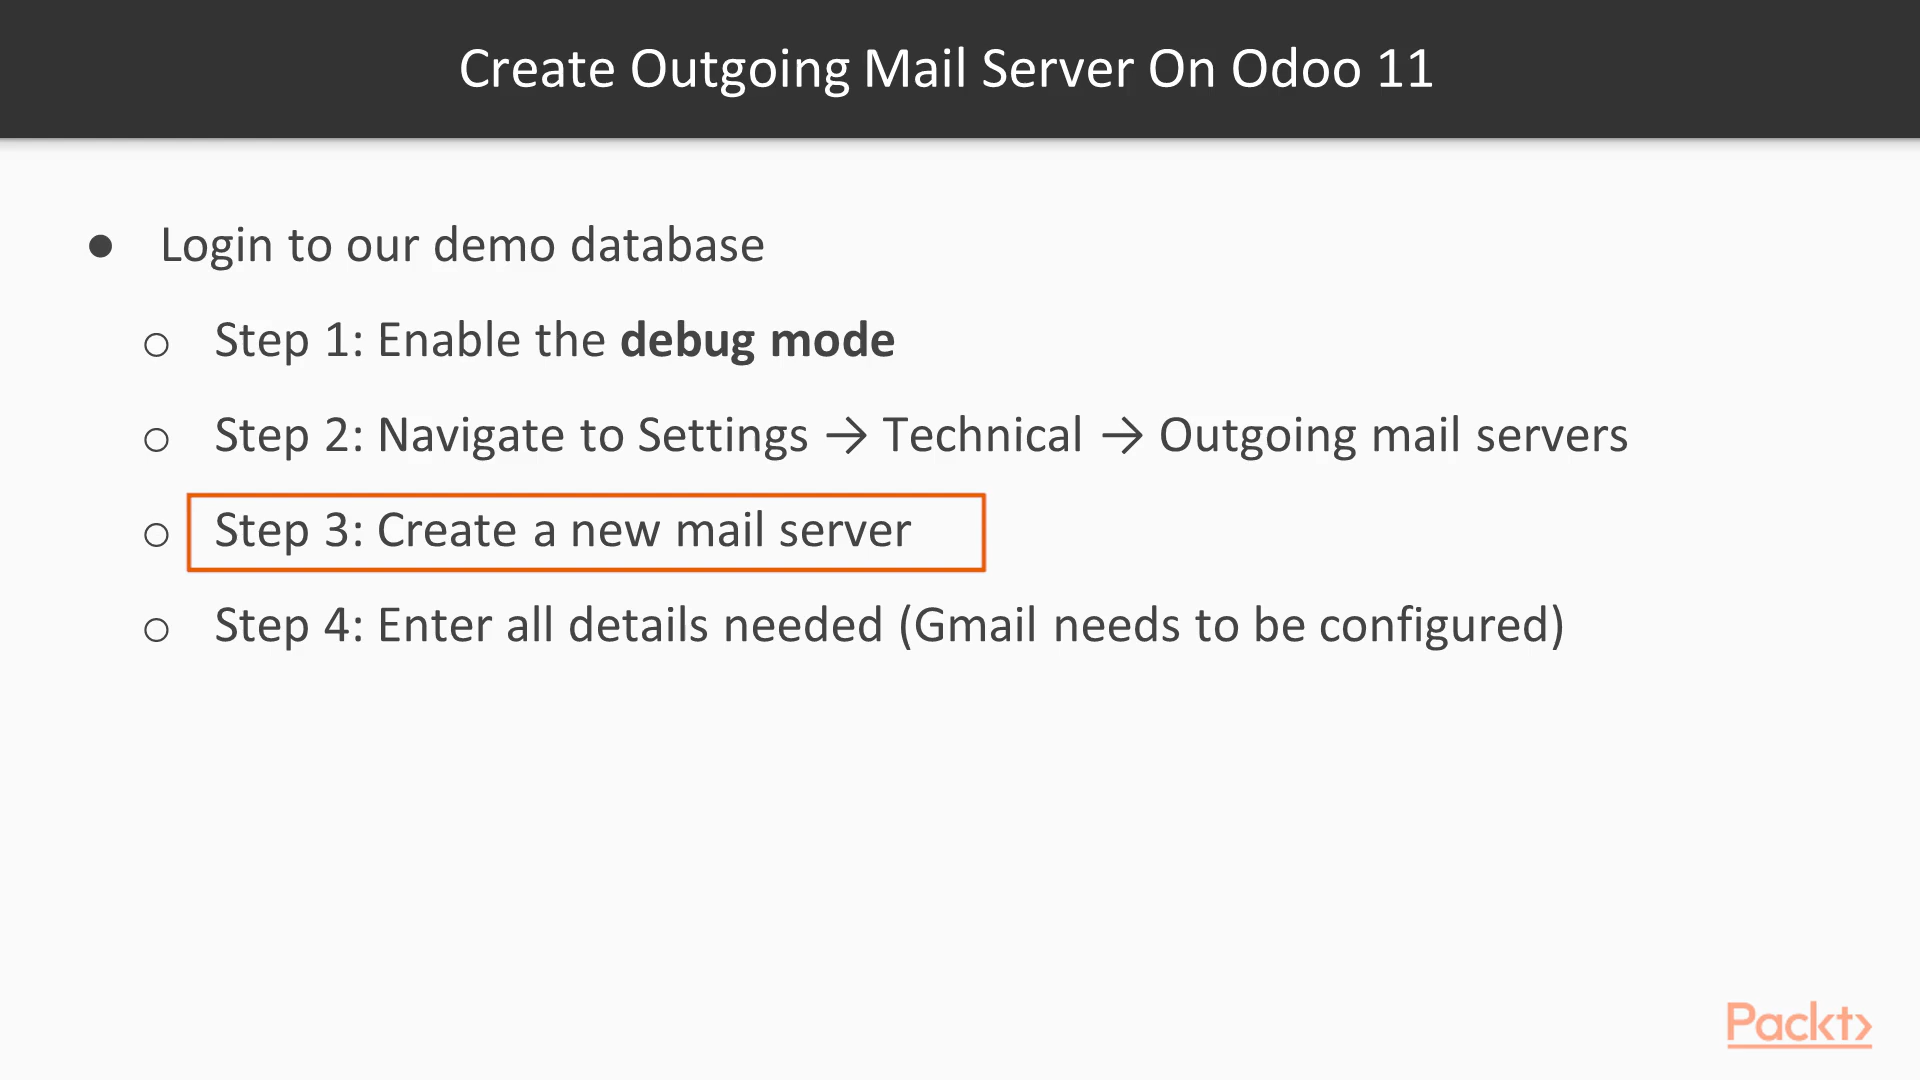 Create Outgoing Mail Server On Odoo 11
● Login to our demo database
○ Step 1: Enable the debug mode
○ Step 2: Navigate to Settings → Technical → Outgoing mail servers
○ Step 3: Create a new mail server
○ Step 4: Enter all details needed (Gmail needs to be configured)
Packt>